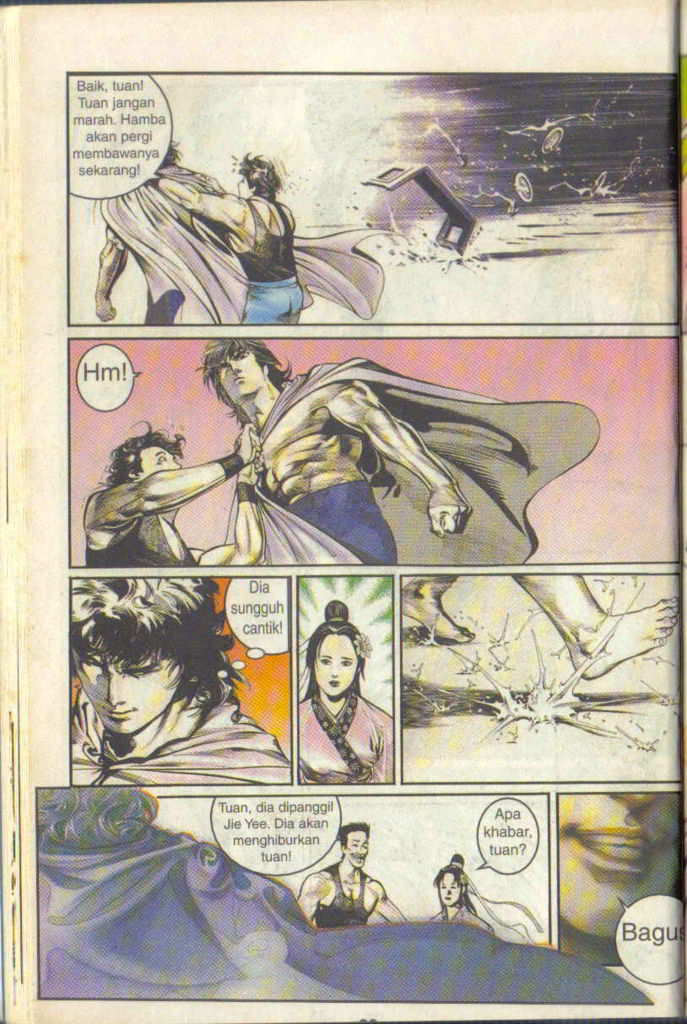 Baik, tuan!
Tuan jangan
marah. Hamba
akan pergi
membawanya
sekarang!
Hm!
Dia
sungguh
cantik!
Tuan, dia dipanggil
Jie Yee. Dia akan
menghiburkan
tuan!
Apa
khabar,
tuan?
Bagus